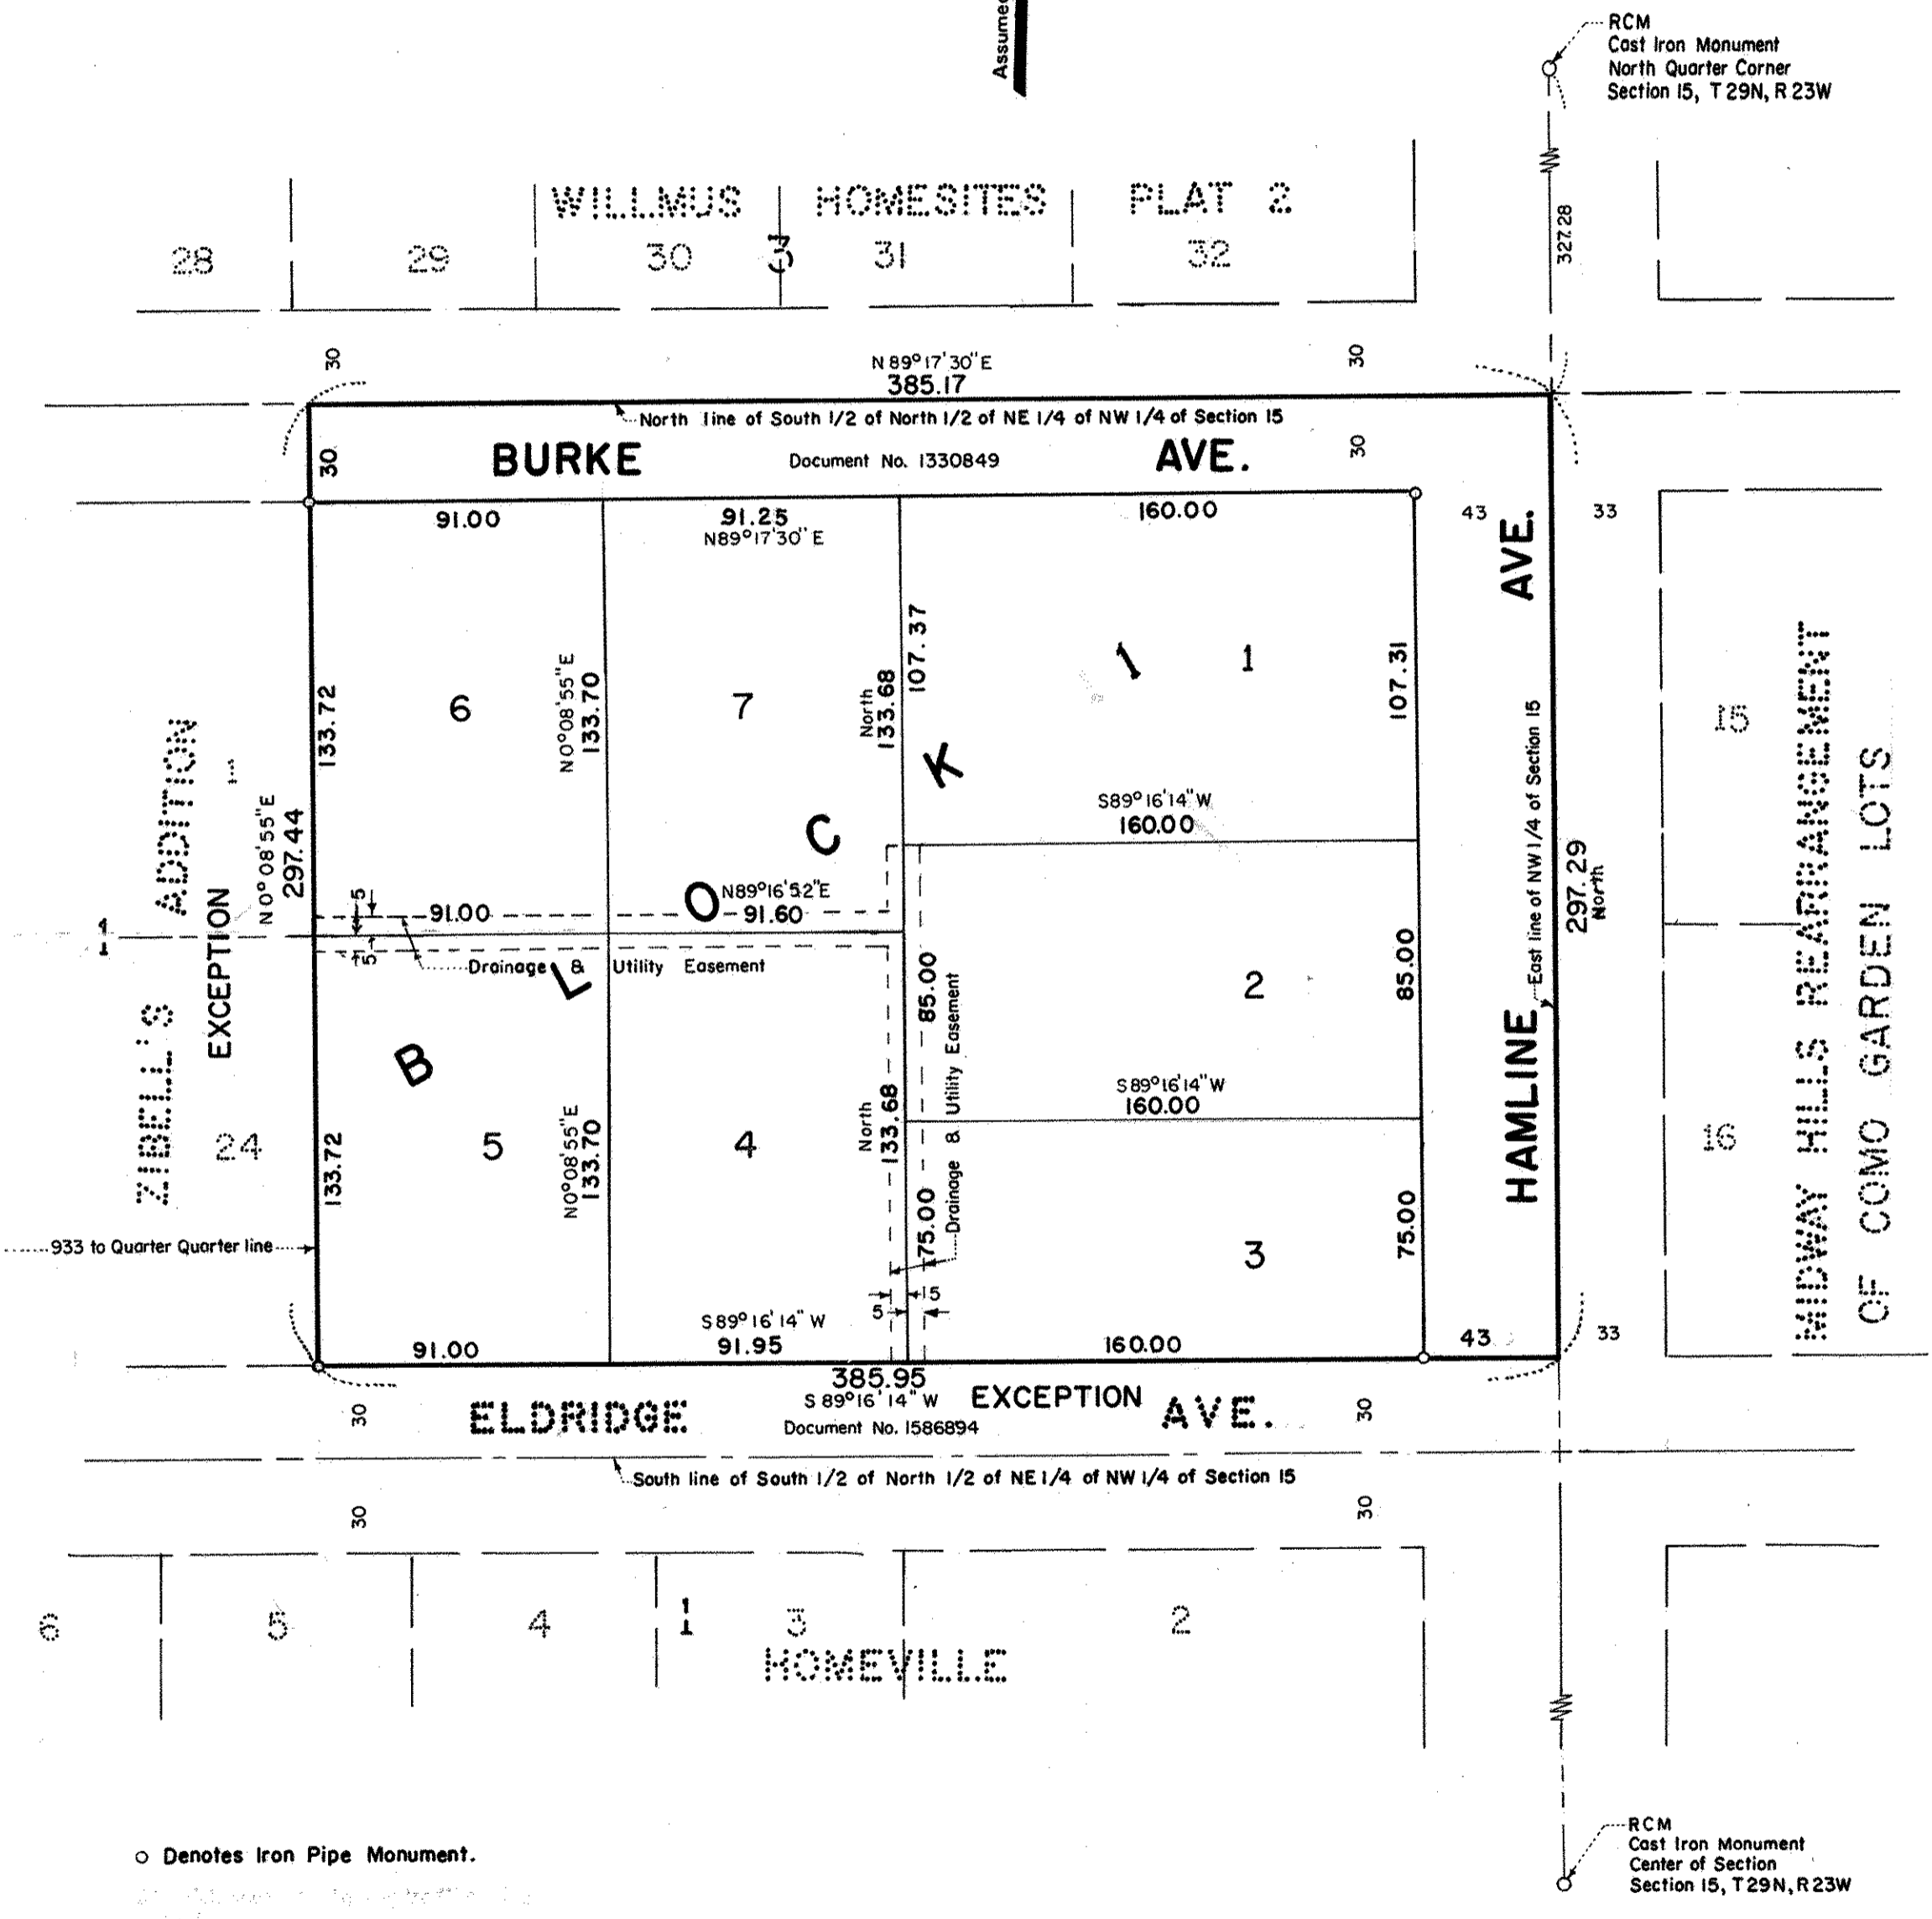 Assumed
RCM
Cast Iron Monument
North Quarter Corner
Section 15, T 29N, R 23W
327.28
WILLMUS HOMESITES PLAT 2
28 29 30 3 31 32
30
30
N 89°17'30"E
385.17
North line of South 1/2 of North 1/2 of NE 1/4 of NW 1/4 of Section 15
30
BURKE AVE.
Document No. 1330849
30
91.00
91.25
N89°17'30"E
160.00
43
33
HAMLINE AVE.
East line of NW 1/4 of Section 15
297.29
North
133.72
6
N0°08'55"E
133.70
7
North
133.68
107.37
1
107.31
S89°16'14"W
160.00
BLOCK 1
N0°08'55"E
297.44
ZIBELL'S ADDITION
EXCEPTION
1
24
5
5
91.00
N89°16'52"E
91.60
Drainage & Utility Easement
85.00
2
85.00
S89°16'14"W
160.00
Drainage & Utility Easement
133.72
5
N0°08'55"E
133.70
4
North
133.68
75.00
3
75.00
933 to Quarter Quarter line
5
15
91.00
S89°16'14"W
91.95
160.00
43
33
385.95
S 89°16'14"W
ELDRIDGE AVE.
EXCEPTION
Document No. 1586894
30
30
South line of South 1/2 of North 1/2 of NE 1/4 of NW 1/4 of Section 15
30
30
15
16
MIDWAY HILLS REARRANGEMENT
OF COMO GARDEN LOTS
6 5 4 1 3 2
HOMEVILLE
Denotes Iron Pipe Monument.
RCM
Cast Iron Monument
Center of Section
Section 15, T29N, R23W